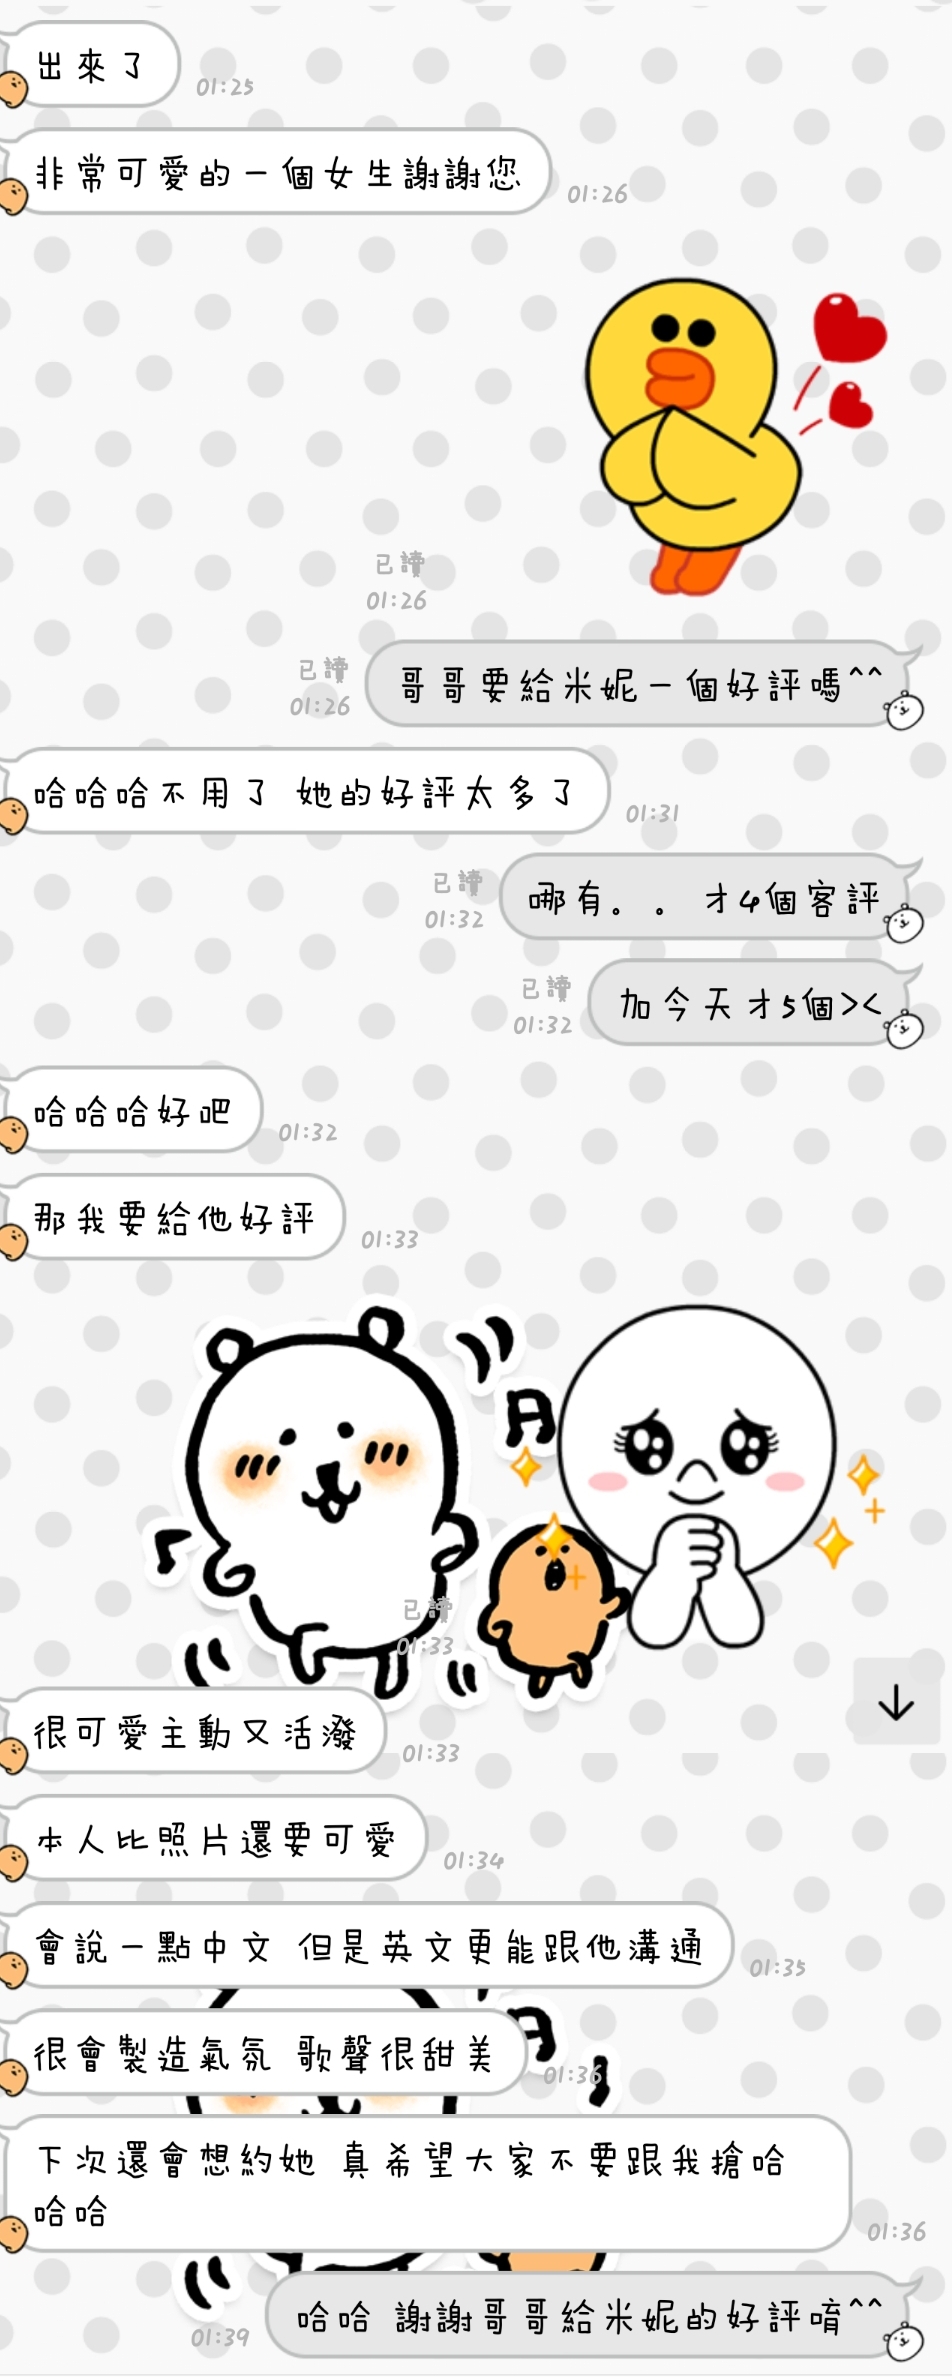 出來了
01:25
非常可愛的一個女生謝謝您
01:26
已讀
01:26
哥哥要給米妮一個好評嗎^^
已讀
01:26
哈哈哈不用了 她的好評太多了
01:31
哪有。。 才4個客評
已讀
01:32
加今天才5個><
已讀
01:32
哈哈哈好吧
01:32
那我要給他好評
01:33
已讀
01:33
很可愛主動又活潑
01:33
本人比照片還要可愛
01:34
會說一點中文 但是英文更能跟他溝通
01:35
很會製造氣氛 歌聲很甜美
01:36
下次還會想約她 真希望大家不要跟我搶哈
哈哈
01:36
哈哈 謝謝哥哥給米妮的好評唷^^
01:39